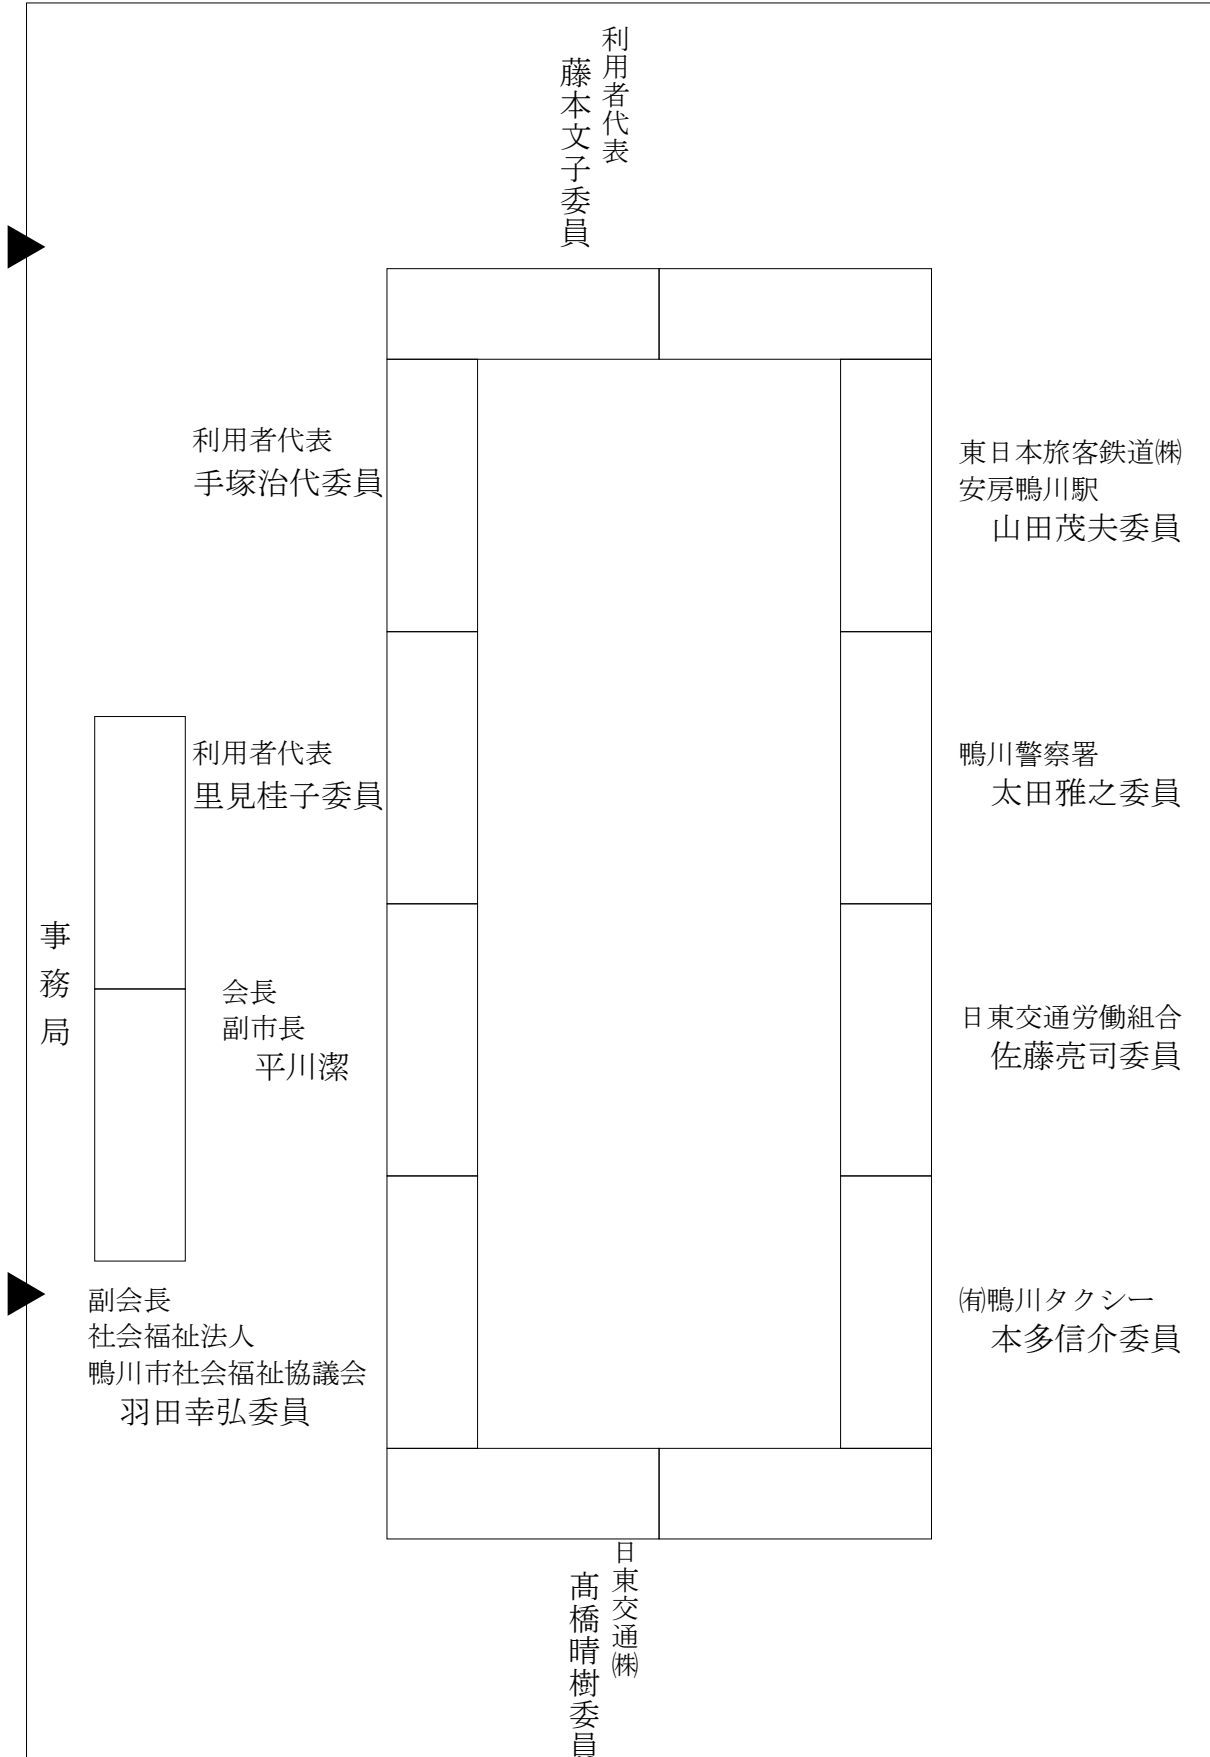 利用者代表
藤本文子委員
利用者代表
手塚治代委員
東日本旅客鉄道㈱
安房鴨川駅
山田茂夫委員
利用者代表
里見桂子委員
鴨川警察署
太田雅之委員
事務局
会長
副市長
平川潔
日東交通労働組合
佐藤亮司委員
副会長
社会福祉法人
鴨川市社会福祉協議会
羽田幸弘委員
㈲鴨川タクシー
本多信介委員
日東交通㈱
髙橋晴樹委員